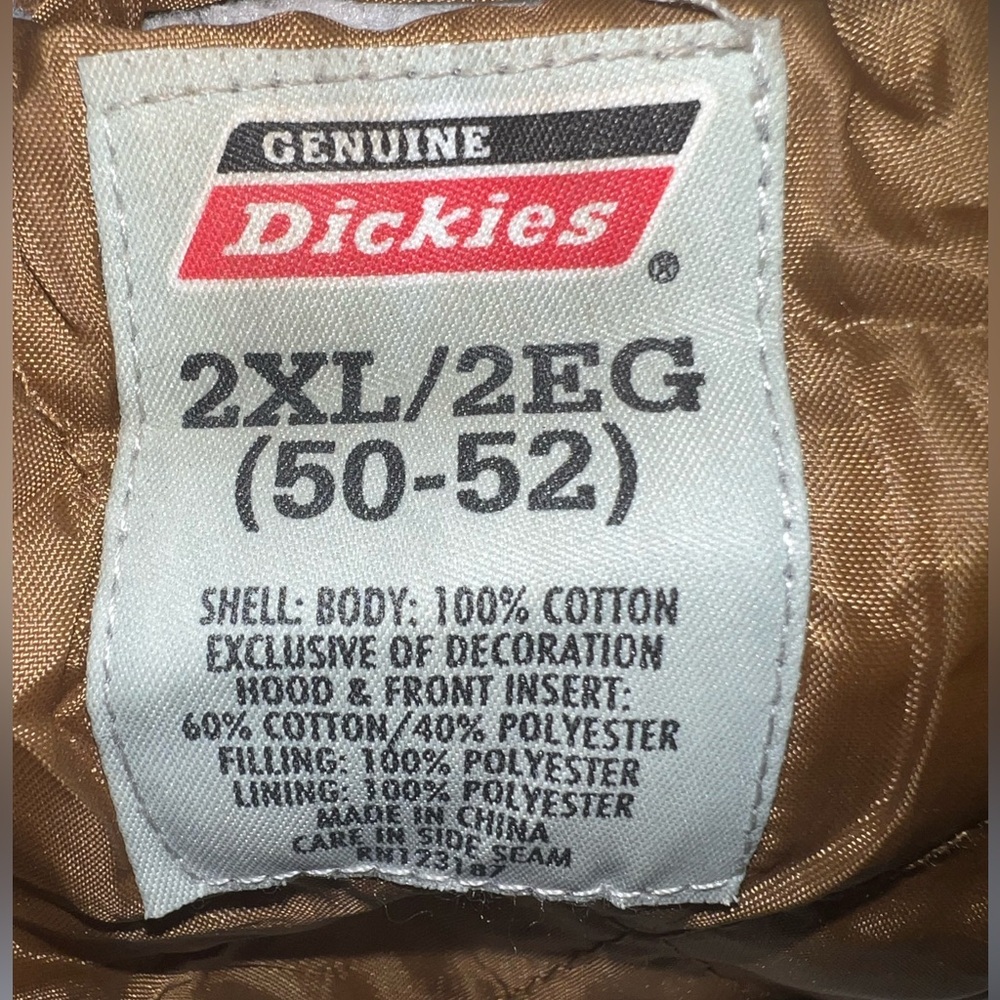 GENUINE
Dickies
®
2XL/2EG
(50-52)
SHELL: BODY: 100% COTTON
EXCLUSIVE OF DECORATION
HOOD & FRONT INSERT:
60% COTTON/40% POLYESTER
FILLING: 100% POLYESTER
LINING: 100% POLYESTER
MADE IN CHINA
CARE IN SIDE SEAM
RN123187